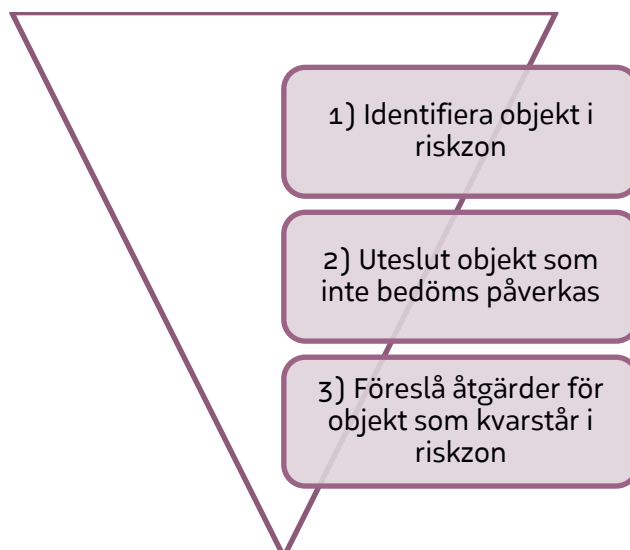 1) Identifiera objekt i
riskzon
2) Uteslut objekt som
inte bedöms påverkas
3) Föreslå åtgärder för
objekt som kvarstår i
riskzon